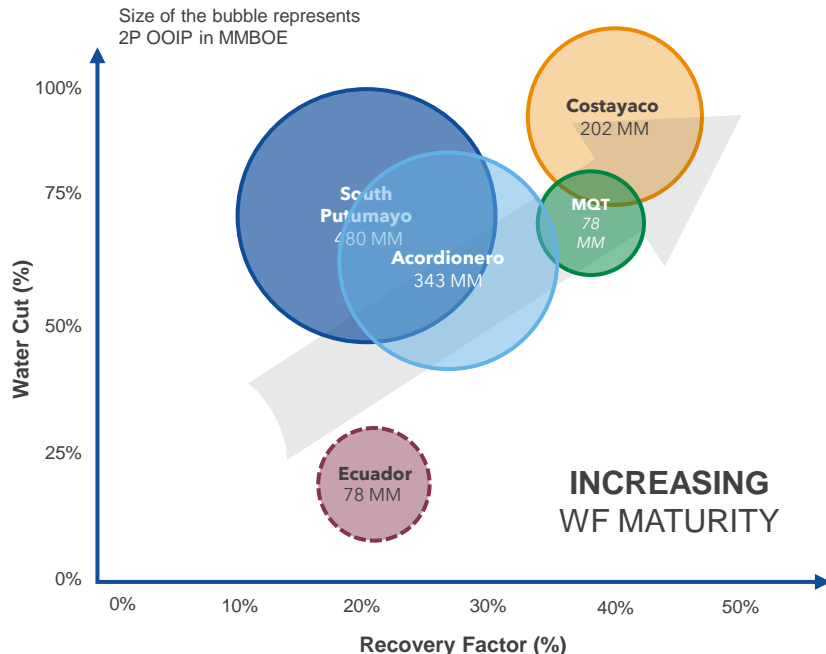 Size of the bubble represents
2P OOIP in MMBOE
100%
75%
50%
25%
0%
Water Cut (%)
Costayaco
202 MM
South
Putumayo
480 MM
MQT
78
MM
Acordionero
343 MM
Ecuador
78 MM
INCREASING
WF MATURITY
0%
10%
20%
30%
40%
50%
Recovery Factor (%)